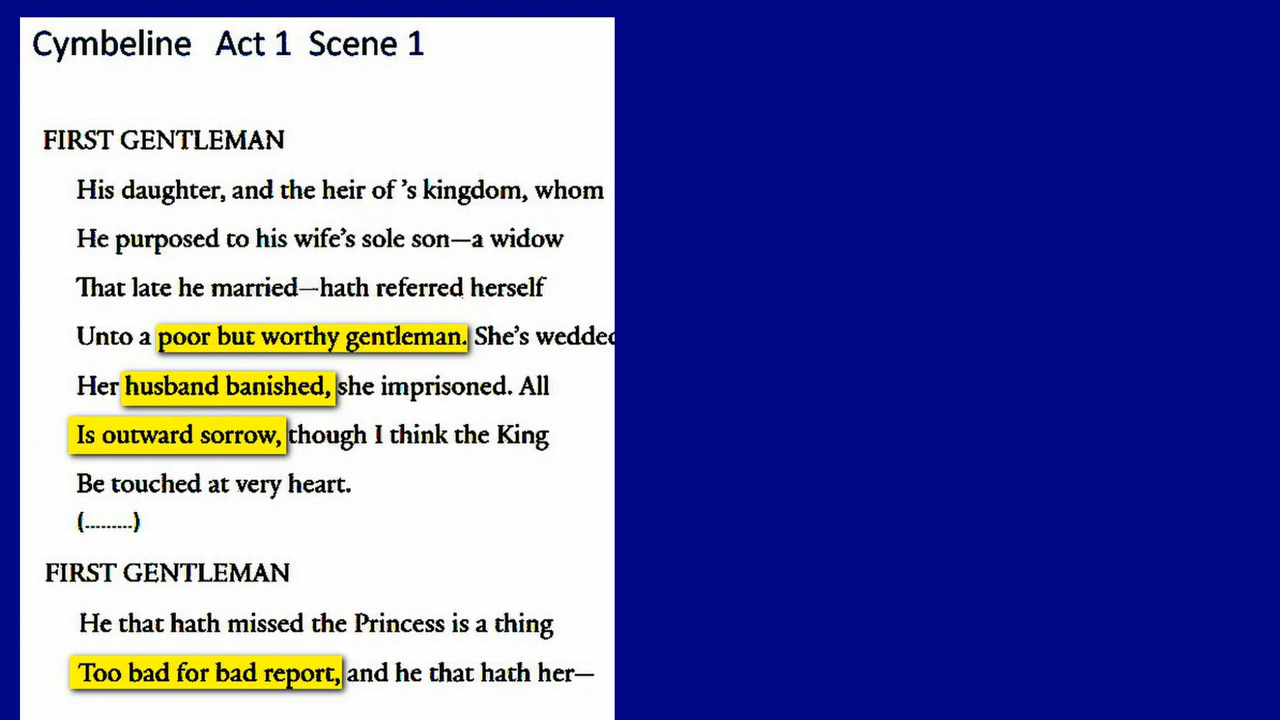 Cymbeline Act 1 Scene 1
FIRST GENTLEMAN
His daughter, and the heir of ’s kingdom, whom
He purposed to his wife’s sole son—a widow
That late he married—hath referred herself
Unto a poor but worthy gentleman. She’s wedded
Her husband banished, she imprisoned. All
Is outward sorrow, though I think the King
Be touched at very heart.
(.........)
FIRST GENTLEMAN
He that hath missed the Princess is a thing
Too bad for bad report, and he that hath her—